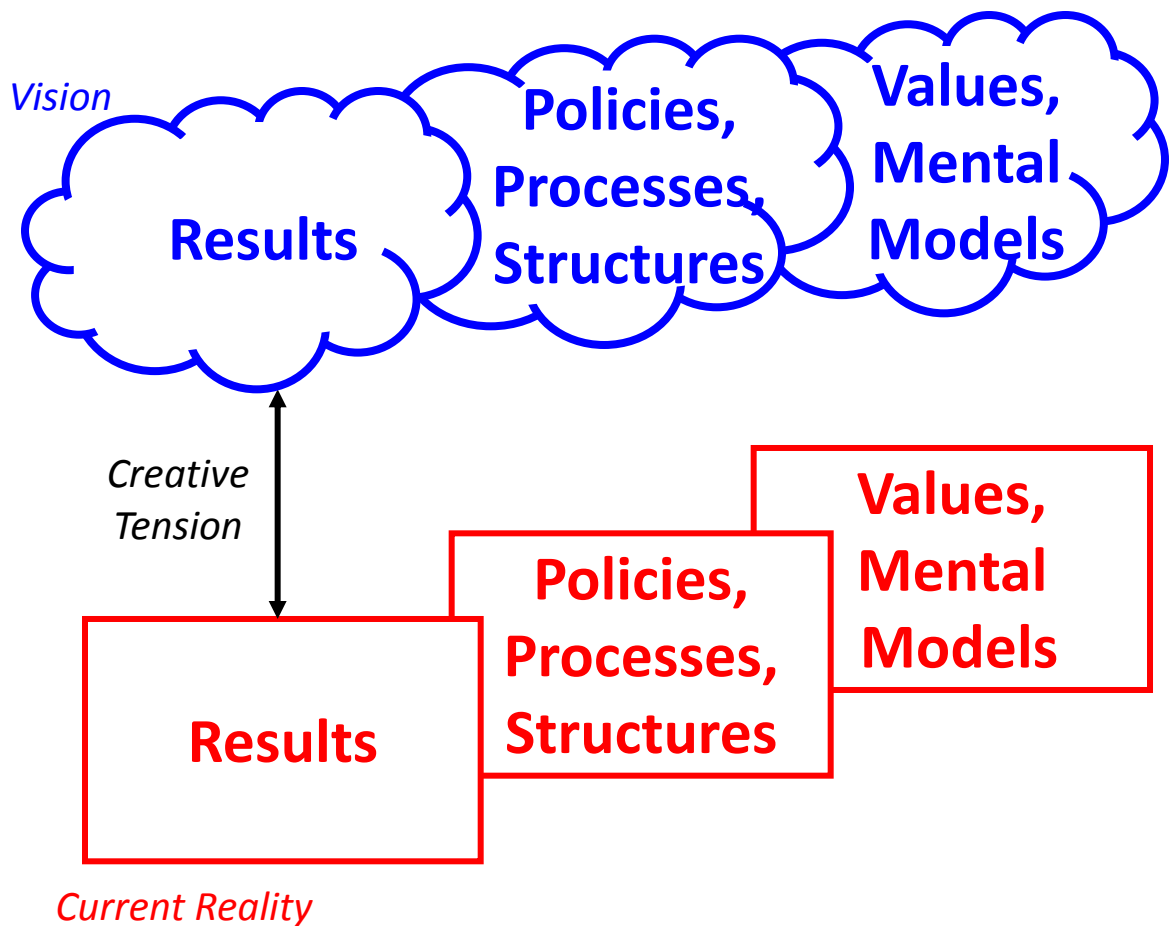 Vision
Results
Policies,
Processes,
Structures
Values,
Mental
Models
Creative
Tension
Results
Policies,
Processes,
Structures
Values,
Mental
Models
Current Reality